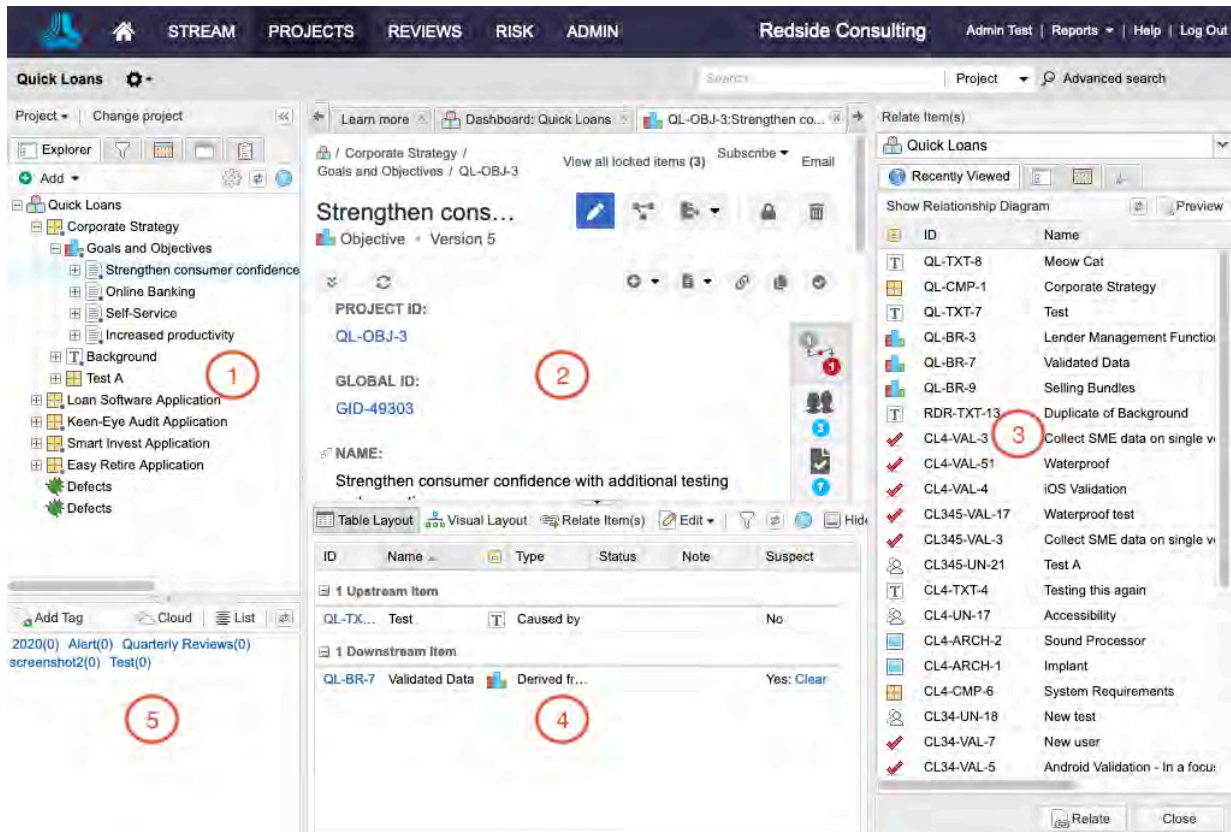 STREAM PROJECTS REVIEWS RISK ADMIN Redside Consulting Admin Test | Reports | Help | Log Out
Quick Loans Search Project Advanced search
Project Change project
Explorer
Add
Quick Loans
Corporate Strategy
Goals and Objectives
Strengthen consumer confidence
Online Banking
Self-Service
Increased productivity
Background
Test A
Loan Software Application
Keen-Eye Audit Application
Smart Invest Application
Easy Retire Application
Defects
Defects
1
Add Tag Cloud List
2020(0) Alert(0) Quarterly Reviews(0)
screenshot2(0) Test(0)
5
Learn more Dashboard: Quick Loans QL-OBJ-3:Strengthen co...
/ Corporate Strategy /
Goals and Objectives / QL-OBJ-3
View all locked items (3) Subscribe Email
Strengthen cons...
Objective • Version 5
PROJECT ID:
QL-OBJ-3
GLOBAL ID:
GID-49303
NAME:
Strengthen consumer confidence with additional testing
1
3
7
2
Table Layout Visual Layout Relate Item(s) Edit Hide
ID Name Type Status Note Suspect
1 Upstream Item
QL-TX... Test T Caused by No
1 Downstream Item
QL-BR-7 Validated Data Derived fr... Yes: Clear
4
Relate Item(s)
Quick Loans
Recently Viewed
Show Relationship Diagram Preview
ID Name
T QL-TXT-8 Meow Cat
QL-CMP-1 Corporate Strategy
T QL-TXT-7 Test
QL-BR-3 Lender Management Function
QL-BR-7 Validated Data
QL-BR-9 Selling Bundles
T RDR-TXT-13 Duplicate of Background
CL4-VAL-3 Collect SME data on single v
CL4-VAL-51 Waterproof
CL4-VAL-4 iOS Validation
CL345-VAL-17 Waterproof test
CL345-VAL-3 Collect SME data on single v
CL345-UN-21 Test A
T CL4-TXT-4 Testing this again
CL4-UN-17 Accessibility
CL4-ARCH-2 Sound Processor
CL4-ARCH-1 Implant
CL4-CMP-6 System Requirements
CL34-UN-18 New test
CL34-VAL-7 New user
CL34-VAL-5 Android Validation - In a focus
3
Relate Close